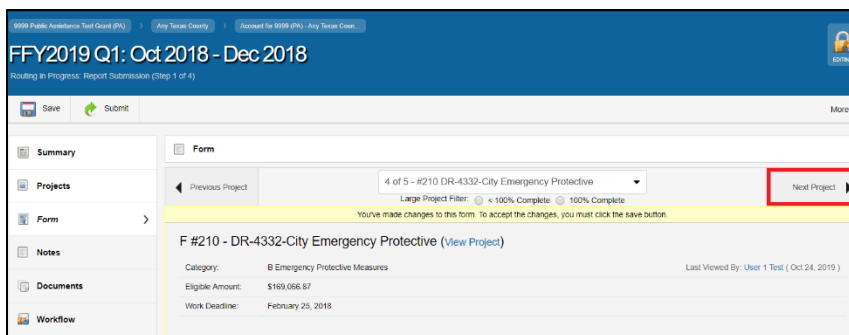 9999 Public Assistance Test Grant (PA) Any Texas County Account for 9999 (PA) - Any Texas Coun...
FFY2019 Q1: Oct 2018 - Dec 2018
Routing in Progress: Report Submission (Step 1 of 4)
EDITIN
Save Submit More
Summary
Projects
Form
Notes
Documents
Workflow
Form
Previous Project
4 of 5 - #210 DR-4332-City Emergency Protective
Next Project
Large Project Filter: < 100% Complete 100% Complete
You've made changes to this form. To accept the changes, you must click the save button.
F #210 - DR-4332-City Emergency Protective (View Project)
Category: B Emergency Protective Measures
Last Viewed By: User 1 Test ( Oct 24, 2019 )
Eligible Amount: $169,066.87
Work Deadline: February 25, 2018